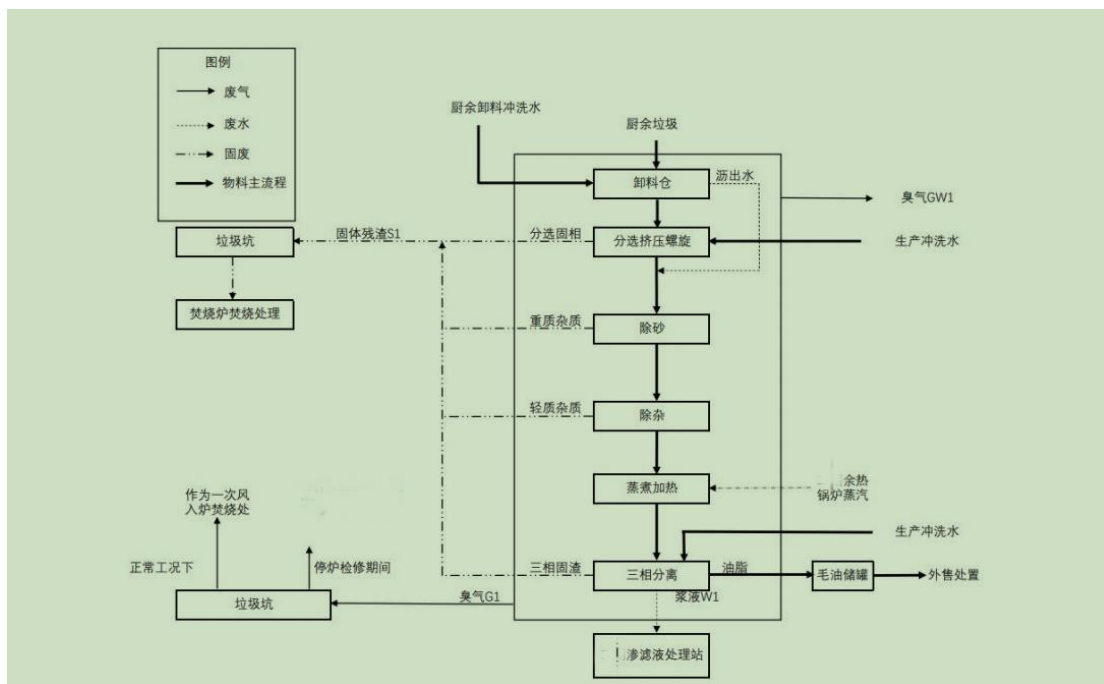 图例
废气
废水
固废
物料主流程
厨余卸料冲洗水
厨余垃圾
卸料仓
沥出水
臭气GW1
垃圾坑
固体残渣S1
分选固相
分选挤压螺旋
生产冲洗水
焚烧炉焚烧处理
重质杂质
除砂
轻质杂质
除杂
作为一次风
入炉焚烧处
蒸煮加热
余热
锅炉蒸汽
生产冲洗水
正常工况下
停炉检修期间
三相固渣
三相分离
油脂
毛油储罐
外售处置
垃圾坑
臭气G1
浆液W1
渗滤液处理站